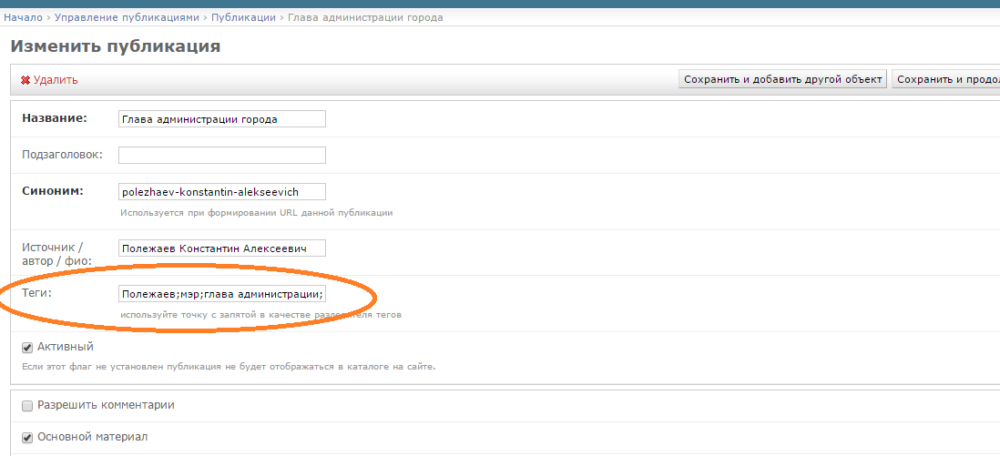 Начало › Управление публикациями › Публикации › Глава администрации города
Изменить публикация
Удалить
Сохранить и добавить другой объект
Сохранить и
Название: Глава администрации города
Подзаголовок:
Синоним: polezhaev-konstantin-alekseevich
Используется при формировании URL данной публикации
Источник /
автор / фио: Полежаев Константин Алексеевич
Теги: Полежаев;мэр;глава администрации;
используйте точку с запятой в качестве разделителя тегов
Активный
Если этот флаг не установлен публикация не будет отображаться в каталоге на сайте.
Разрешить комментарии
Основной материал